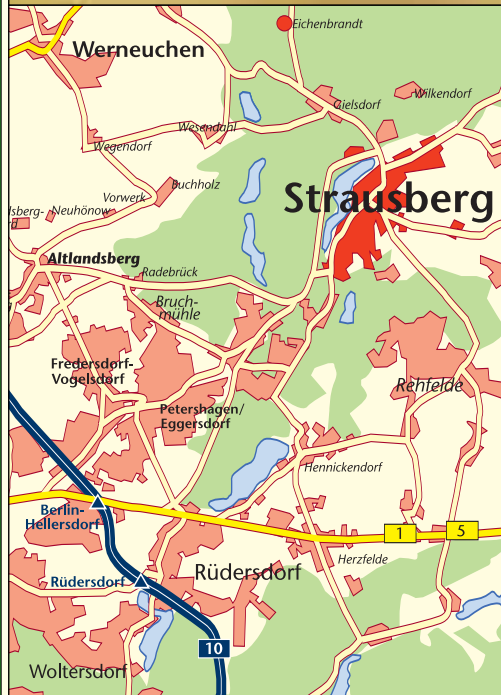 Eichenbrandt
Werneuchen
Wilkendorf
Gielsdorf
Wesendahl
Wegendorf
Buchholz
Vorwerk
Strausberg
lsberg-
Neuhönow
Altlandsberg
Radebrück
Bruch-
mühle
Fredersdorf-
Vogelsdorf
Rehfelde
Petershagen/
Eggersdorf
Hennickendorf
Berlin-
Hellersdorf
1
5
Herzfelde
Rüdersdorf
Rüdersdorf
10
Woltersdorf